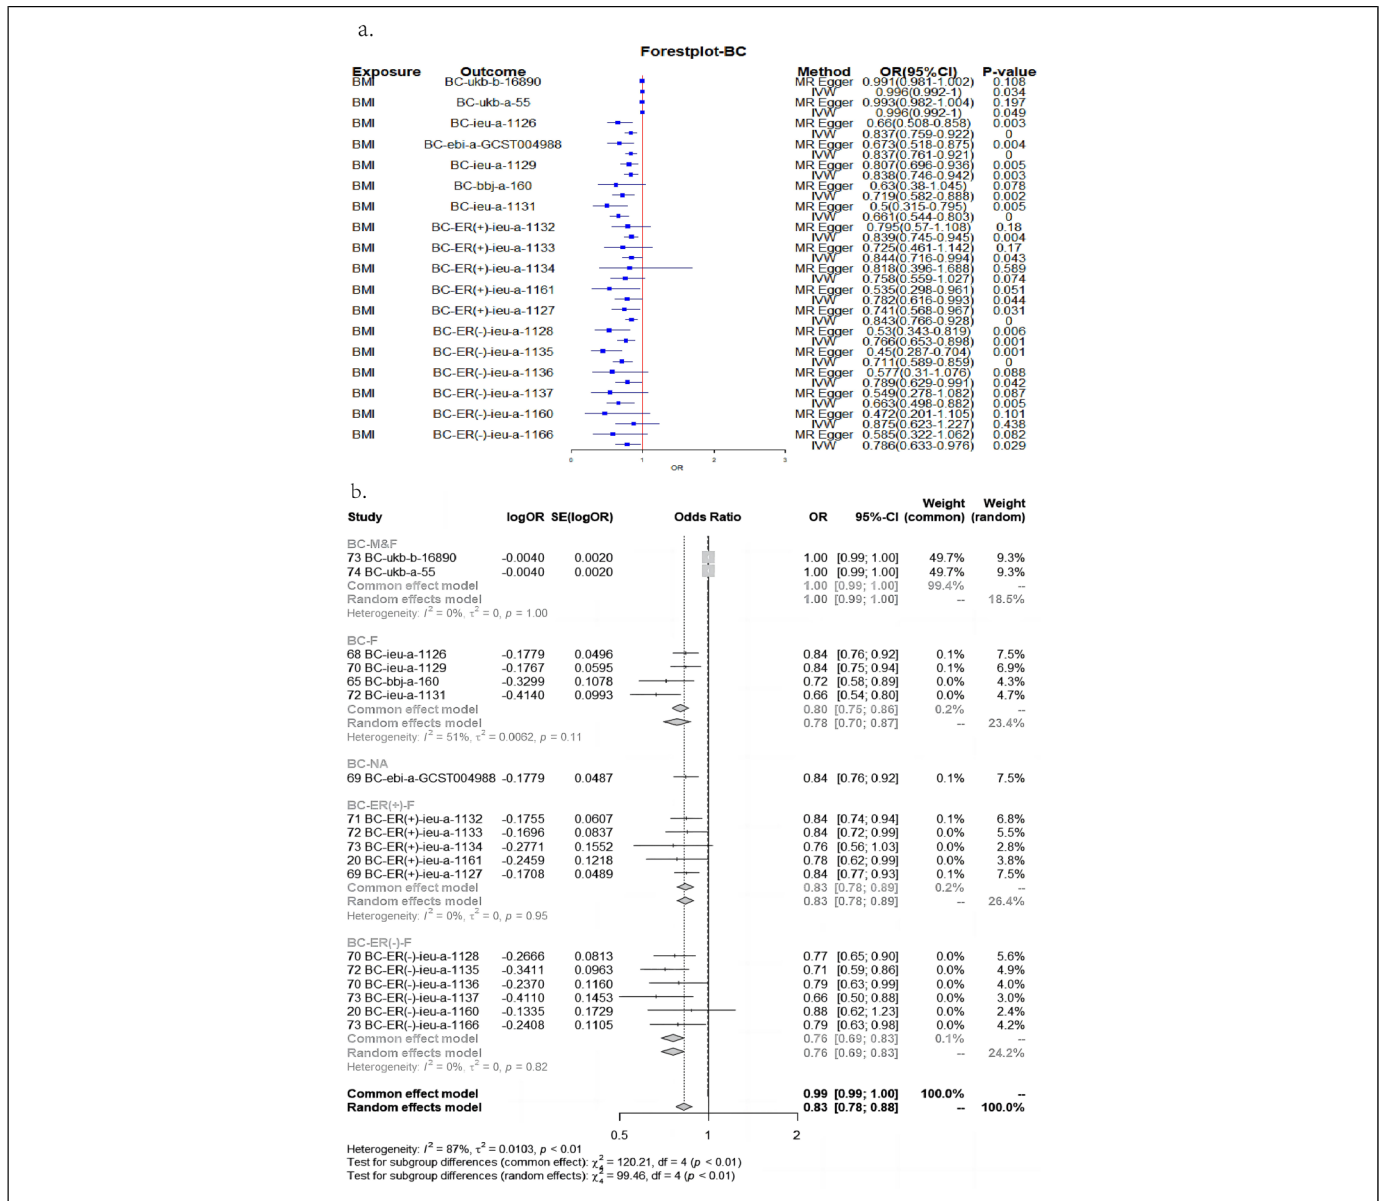 a.
Forestplot-BC
Exposure Outcome Method OR(95%CI) P-value
BMI BC-ukb-b-16890 MR Egger 0.991(0.981-1.002) 0.108
IVW 0.996(0.992-1) 0.034
BMI BC-ukb-a-55 MR Egger 0.993(0.982-1.004) 0.197
IVW 0.996(0.992-1) 0.049
BMI BC-ieu-a-1126 MR Egger 0.66(0.508-0.858) 0.003
IVW 0.837(0.759-0.922) 0
BMI BC-ebi-a-GCST004988 MR Egger 0.673(0.518-0.875) 0.004
IVW 0.837(0.761-0.921) 0
BMI BC-ieu-a-1129 MR Egger 0.807(0.696-0.936) 0.005
IVW 0.838(0.746-0.942) 0.003
BMI BC-bbj-a-160 MR Egger 0.63(0.38-1.045) 0.078
IVW 0.719(0.582-0.888) 0.002
BMI BC-ieu-a-1131 MR Egger 0.5(0.315-0.795) 0.005
IVW 0.661(0.544-0.803) 0
BMI BC-ER(+)-ieu-a-1132 MR Egger 0.795(0.57-1.108) 0.18
IVW 0.839(0.745-0.945) 0.004
BMI BC-ER(+)-ieu-a-1133 MR Egger 0.725(0.461-1.142) 0.17
IVW 0.844(0.716-0.994) 0.043
BMI BC-ER(+)-ieu-a-1134 MR Egger 0.818(0.396-1.688) 0.589
IVW 0.758(0.559-1.027) 0.074
BMI BC-ER(+)-ieu-a-1161 MR Egger 0.535(0.298-0.961) 0.051
IVW 0.782(0.616-0.993) 0.044
BMI BC-ER(+)-ieu-a-1127 MR Egger 0.741(0.568-0.967) 0.031
IVW 0.843(0.766-0.928) 0
BMI BC-ER(-)-ieu-a-1128 MR Egger 0.53(0.343-0.819) 0.006
IVW 0.766(0.653-0.898) 0.001
BMI BC-ER(-)-ieu-a-1135 MR Egger 0.45(0.287-0.704) 0.001
IVW 0.711(0.589-0.859) 0
BMI BC-ER(-)-ieu-a-1136 MR Egger 0.577(0.31-1.076) 0.088
IVW 0.789(0.629-0.991) 0.042
BMI BC-ER(-)-ieu-a-1137 MR Egger 0.549(0.278-1.082) 0.087
IVW 0.663(0.498-0.882) 0.005
BMI BC-ER(-)-ieu-a-1160 MR Egger 0.472(0.201-1.105) 0.101
IVW 0.875(0.623-1.227) 0.438
BMI BC-ER(-)-ieu-a-1166 MR Egger 0.585(0.322-1.062) 0.082
IVW 0.786(0.633-0.976) 0.029
0 1 2 3
OR
b.
Weight Weight
Study logOR SE(logOR) Odds Ratio OR 95%-CI (common) (random)
BC-M&F
73 BC-ukb-b-16890 -0.0040 0.0020 1.00 [0.99; 1.00] 49.7% 9.3%
74 BC-ukb-a-55 -0.0040 0.0020 1.00 [0.99; 1.00] 49.7% 9.3%
Common effect model 1.00 [0.99; 1.00] 99.4% --
Random effects model 1.00 [0.99; 1.00] -- 18.5%
Heterogeneity: I² = 0%, τ² = 0, p = 1.00
BC-F
68 BC-ieu-a-1126 -0.1779 0.0496 0.84 [0.76; 0.92] 0.1% 7.5%
70 BC-ieu-a-1129 -0.1767 0.0595 0.84 [0.75; 0.94] 0.1% 6.9%
65 BC-bbj-a-160 -0.3299 0.1078 0.72 [0.58; 0.89] 0.0% 4.3%
72 BC-ieu-a-1131 -0.4140 0.0993 0.66 [0.54; 0.80] 0.0% 4.7%
Common effect model 0.80 [0.75; 0.86] 0.2% --
Random effects model 0.78 [0.70; 0.87] -- 23.4%
Heterogeneity: I² = 51%, τ² = 0.0062, p = 0.11
BC-NA
69 BC-ebi-a-GCST004988 -0.1779 0.0487 0.84 [0.76; 0.92] 0.1% 7.5%
BC-ER(+)-F
71 BC-ER(+)-ieu-a-1132 -0.1755 0.0607 0.84 [0.74; 0.94] 0.1% 6.8%
72 BC-ER(+)-ieu-a-1133 -0.1696 0.0837 0.84 [0.72; 0.99] 0.0% 5.5%
73 BC-ER(+)-ieu-a-1134 -0.2771 0.1552 0.76 [0.56; 1.03] 0.0% 2.8%
20 BC-ER(+)-ieu-a-1161 -0.2459 0.1218 0.78 [0.62; 0.99] 0.0% 3.8%
69 BC-ER(+)-ieu-a-1127 -0.1708 0.0489 0.84 [0.77; 0.93] 0.1% 7.5%
Common effect model 0.83 [0.78; 0.89] 0.2% --
Random effects model 0.83 [0.78; 0.89] -- 26.4%
Heterogeneity: I² = 0%, τ² = 0, p = 0.95
BC-ER(-)-F
70 BC-ER(-)-ieu-a-1128 -0.2666 0.0813 0.77 [0.65; 0.90] 0.0% 5.6%
72 BC-ER(-)-ieu-a-1135 -0.3411 0.0963 0.71 [0.59; 0.86] 0.0% 4.9%
70 BC-ER(-)-ieu-a-1136 -0.2370 0.1160 0.79 [0.63; 0.99] 0.0% 4.0%
73 BC-ER(-)-ieu-a-1137 -0.4110 0.1453 0.66 [0.50; 0.88] 0.0% 3.0%
20 BC-ER(-)-ieu-a-1160 -0.1335 0.1729 0.88 [0.62; 1.23] 0.0% 2.4%
73 BC-ER(-)-ieu-a-1166 -0.2408 0.1105 0.79 [0.63; 0.98] 0.0% 4.2%
Common effect model 0.76 [0.69; 0.83] 0.1% --
Random effects model 0.76 [0.69; 0.83] -- 24.2%
Heterogeneity: I² = 0%, τ² = 0, p = 0.82
Common effect model 0.99 [0.99; 1.00] 100.0% --
Random effects model 0.83 [0.78; 0.88] -- 100.0%
0.5 1 2
Heterogeneity: I² = 87%, τ² = 0.0103, p < 0.01
Test for subgroup differences (common effect): χ²₄ = 120.21, df = 4 (p < 0.01)
Test for subgroup differences (random effects): χ²₄ = 99.46, df = 4 (p < 0.01)